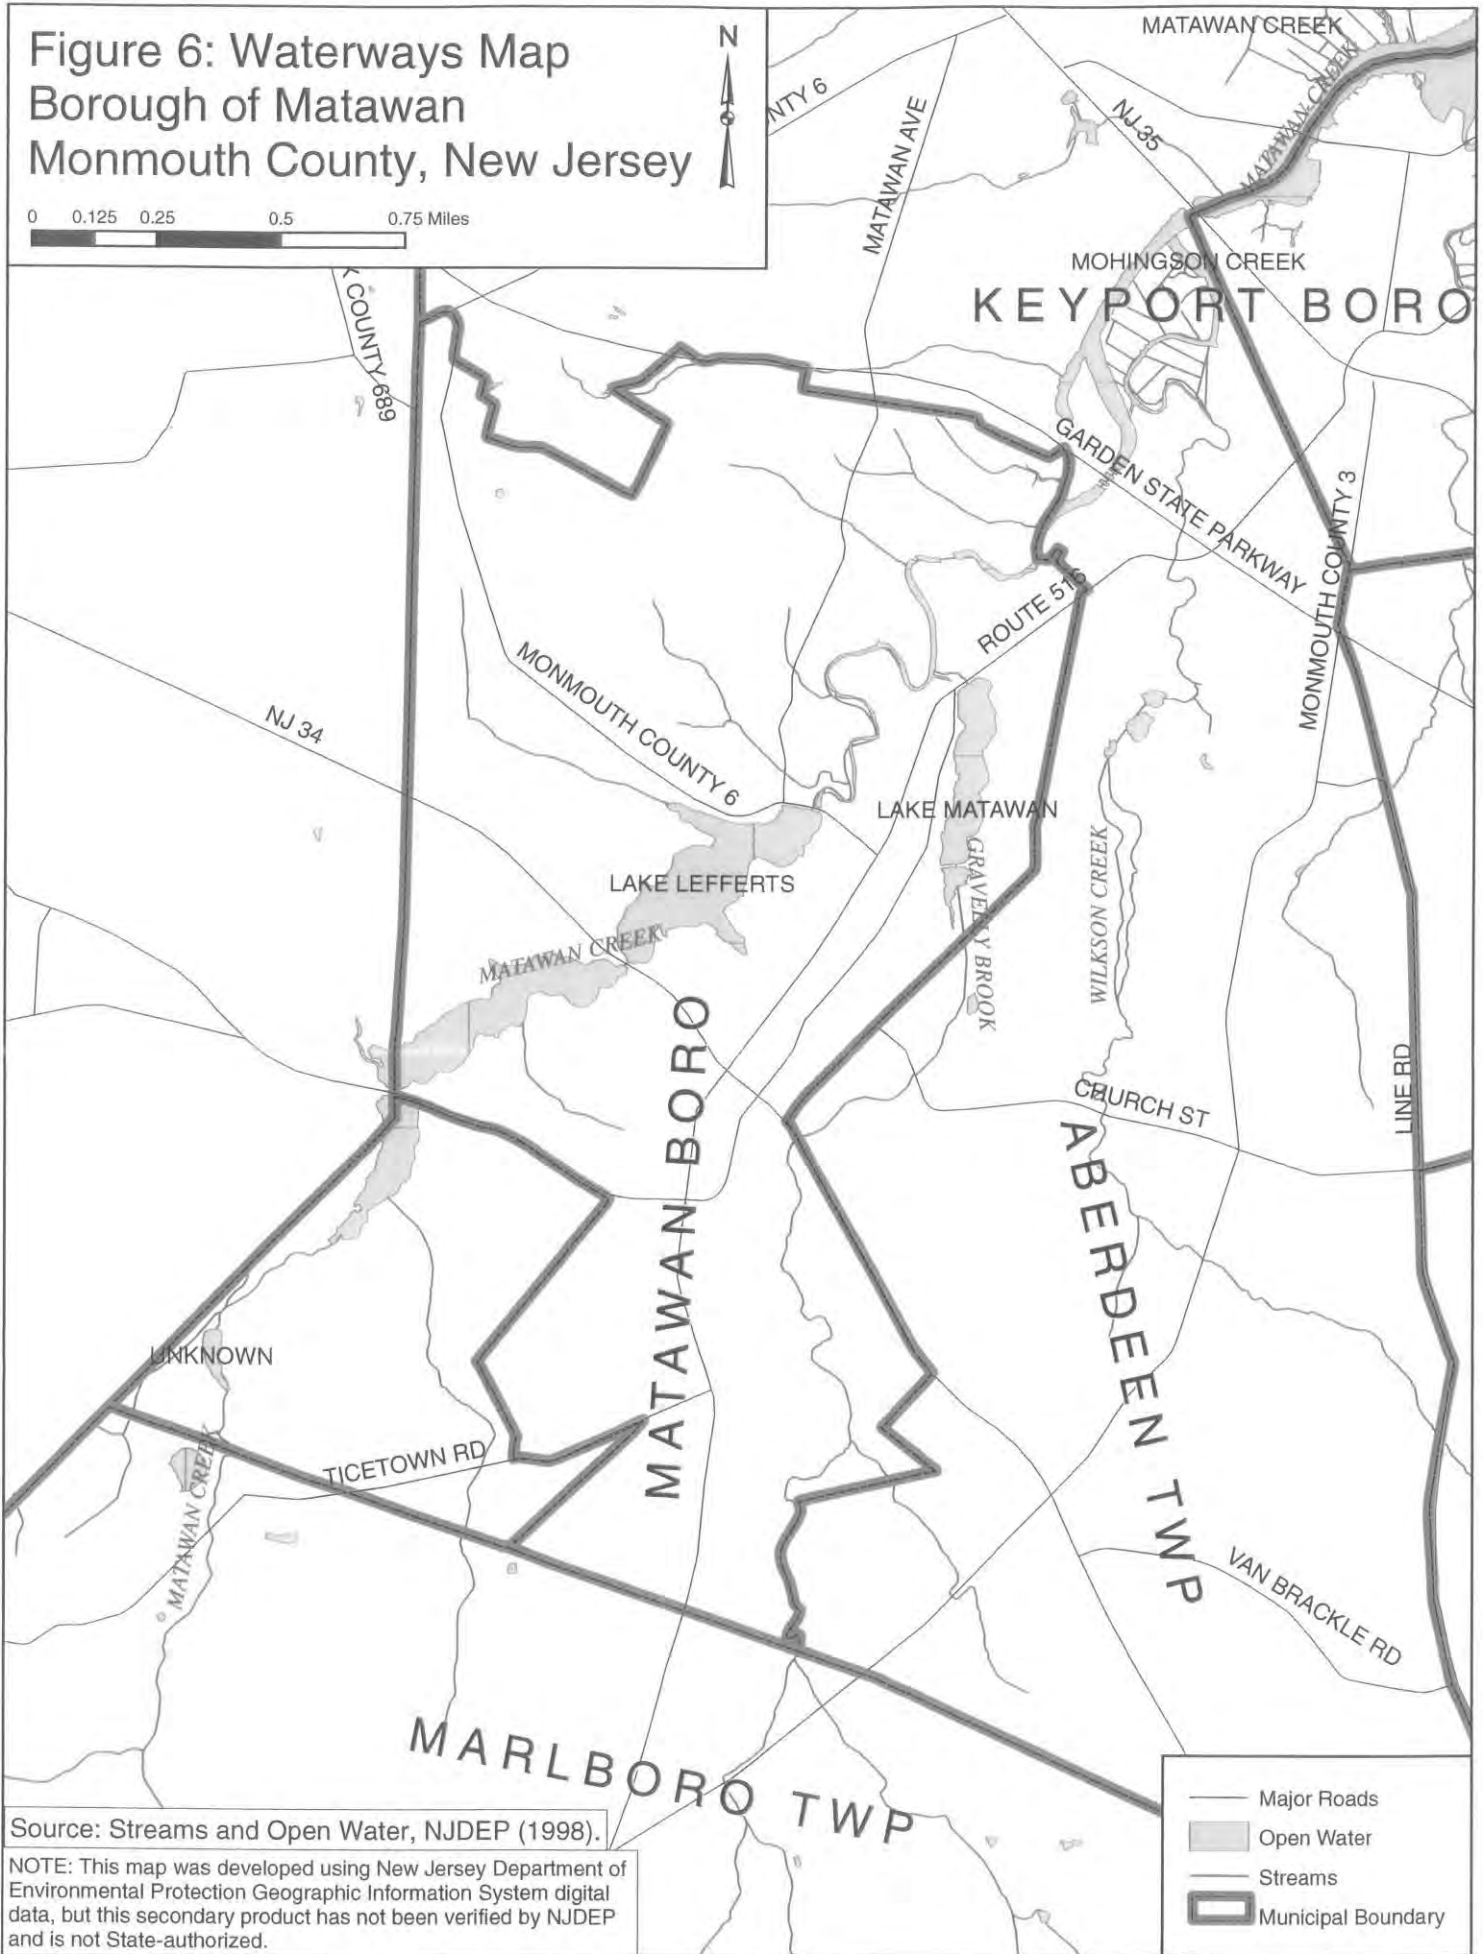 Figure 6: Waterways Map
Borough of Matawan
Monmouth County, New Jersey
N
0 0.125 0.25 0.5 0.75 Miles
MATAWAN CREEK
MATAWAN CREEK
NTY 6
MATAWAN AVE
NJ 35
MOHINGSON CREEK
KEYPORT BORO
K COUNTY 689
GARDEN STATE PARKWAY
MONMOUTH COUNTY 3
ROUTE 516
MONMOUTH COUNTY 6
NJ 34
LAKE MATAWAN
GRAVELLY BROOK
WILKSON CREEK
LAKE LEFFERTS
MATAWAN CREEK
MATAWAN BORO
CHURCH ST
LINE RD
ABERDEEN TWP
UNKNOWN
MATAWAN CREEK
TICETOWN RD
VAN BRACKLE RD
MARLBORO TWP
Major Roads
Open Water
Streams
Municipal Boundary
Source: Streams and Open Water, NJDEP (1998).
NOTE: This map was developed using New Jersey Department of
Environmental Protection Geographic Information System digital
data, but this secondary product has not been verified by NJDEP
and is not State-authorized.